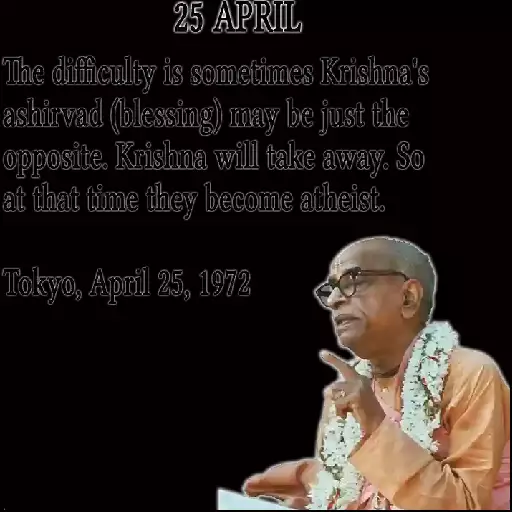 25 APRIL
The difficulty is sometimes Krishna's
ashirvad (blessing) may be just the
opposite. Krishna will take away. So
at that time they become atheist.
Tokyo, April 25, 1972